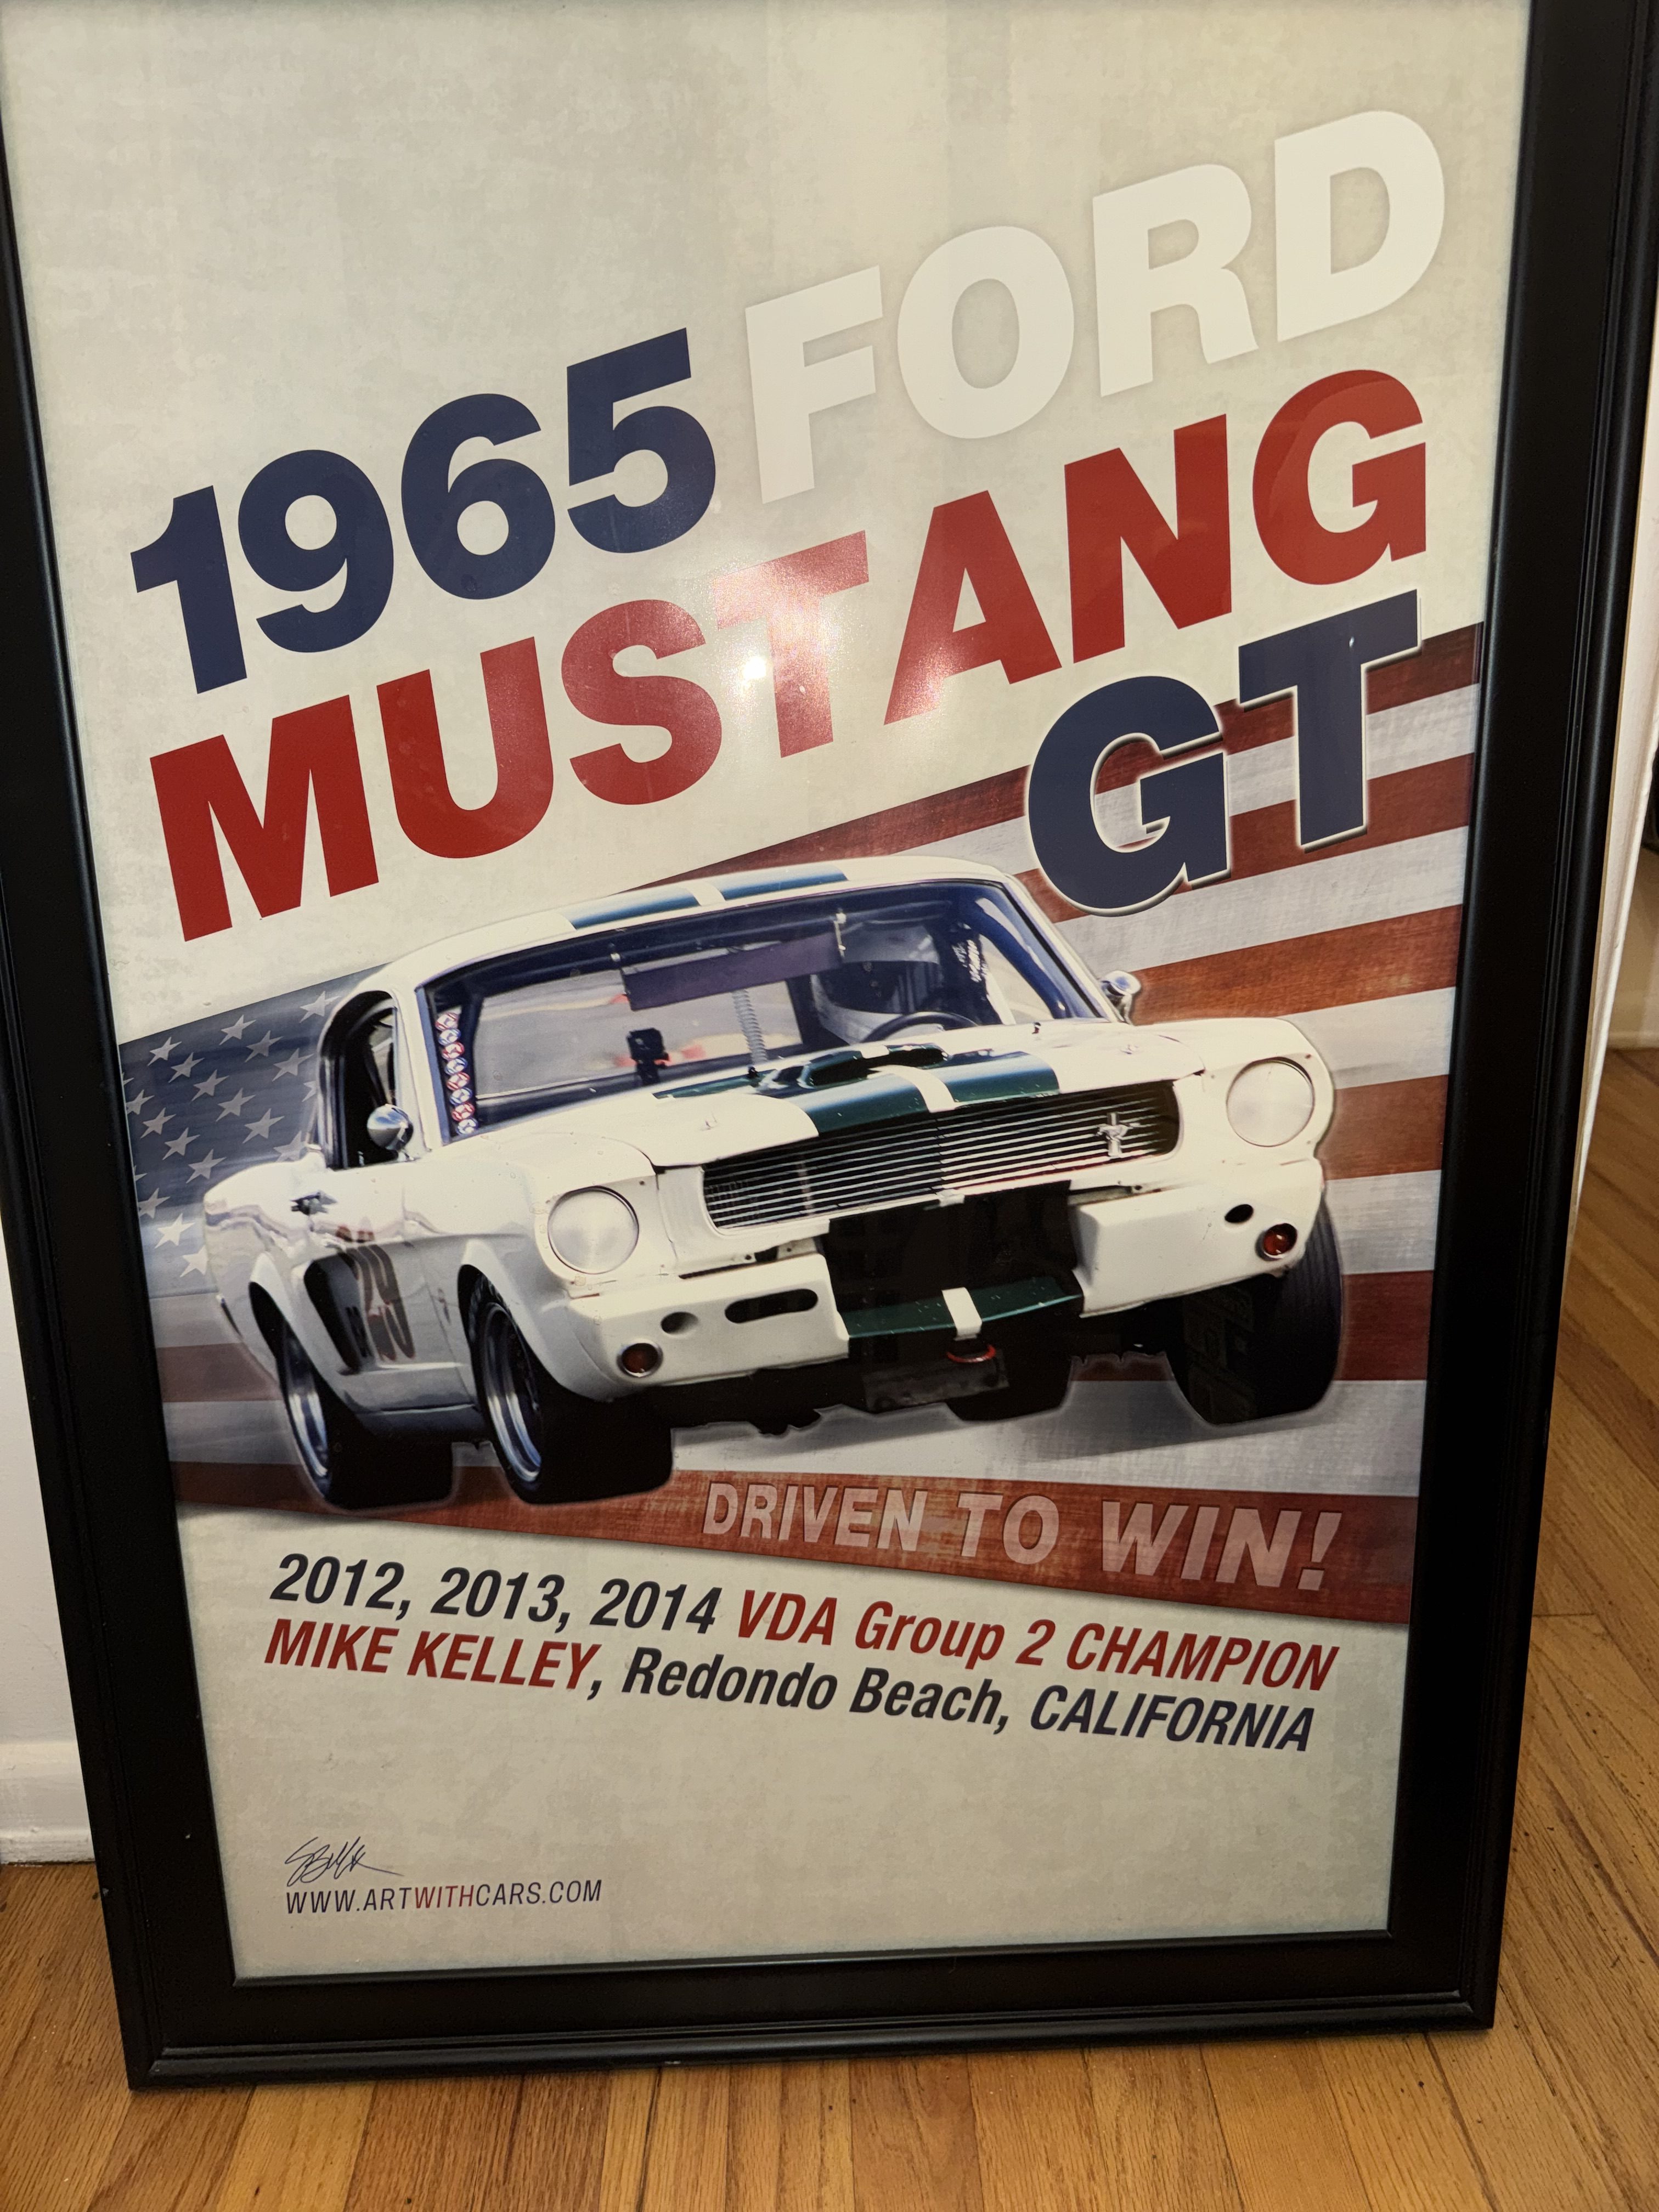 1965 FORD
MUSTANG
GT
29
DRIVEN TO WIN!
2012, 2013, 2014 VDA Group 2 CHAMPION
MIKE KELLEY, Redondo Beach, CALIFORNIA
WWW.ARTWITHCARS.COM